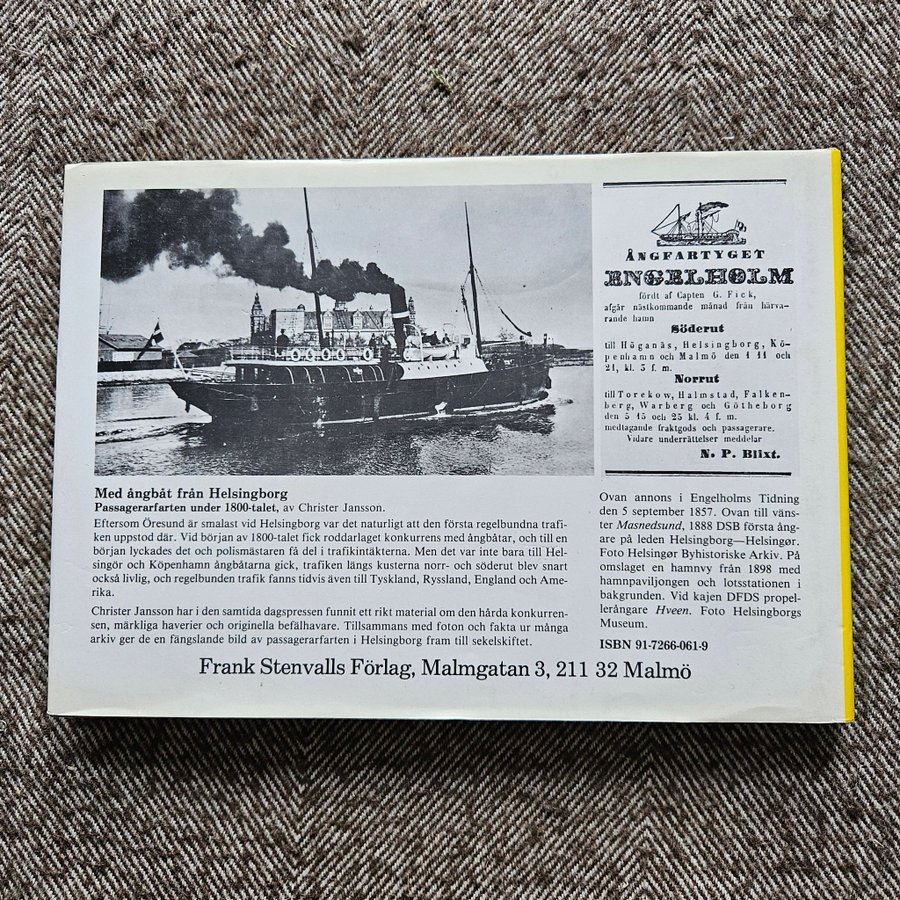 ÅNGFARTYGET
ENGELHOLM
fördt af Capten G. Fick,
afgår nästkommande månad från härva-
rande hamn
Söderut
till Höganäs, Helsingborg, Kö-
penhamn och Malmö den 1 11 och
21, kl. 5 f. m.
Norrut
till Torekow, Halmstad, Falken-
berg, Warberg och Götheborg
den 5 15 och 25 kl. 4 f. m.
medtagande fraktgods och passagerare.
Vidare underrättelser meddelar
N. P. Blixt.
Med ångbåt från Helsingborg
Passagerarfarten under 1800-talet, av Christer Jansson.
Eftersom Öresund är smalast vid Helsingborg var det naturligt att den första regelbundna trafi-
ken uppstod där. Vid början av 1800-talet fick roddarlaget konkurrens med ångbåtar, och till en
början lyckades det och polismästaren få del i trafikintäkterna. Men det var inte bara till Hel-
singör och Köpenhamn ångbåtarna gick, trafiken längs kusterna norr- och söderut blev snart
också livlig, och regelbunden trafik fanns tidvis även till Tyskland, Ryssland, England och Ame-
rika.
Christer Jansson har i den samtida dagspressen funnit ett rikt material om den hårda konkurren-
sen, märkliga haverier och originella befälhavare. Tillsammans med foton och fakta ur många
arkiv ger de en fängslande bild av passagerarfarten i Helsingborg fram till sekelskiftet.
Ovan annons i Engelholms Tidning
den 5 september 1857. Ovan till väns-
ter Masnedsund, 1888 DSB första ång-
are på leden Helsingborg—Helsingør.
Foto Helsingør Byhistoriske Arkiv. På
omslaget en hamnvy från 1898 med
hamnpaviljongen och lotsstationen i
bakgrunden. Vid kajen DFDS propel-
lerångare Hveen. Foto Helsingborgs
Museum.
ISBN 91-7266-061-9
Frank Stenvalls Förlag, Malmgatan 3, 211 32 Malmö